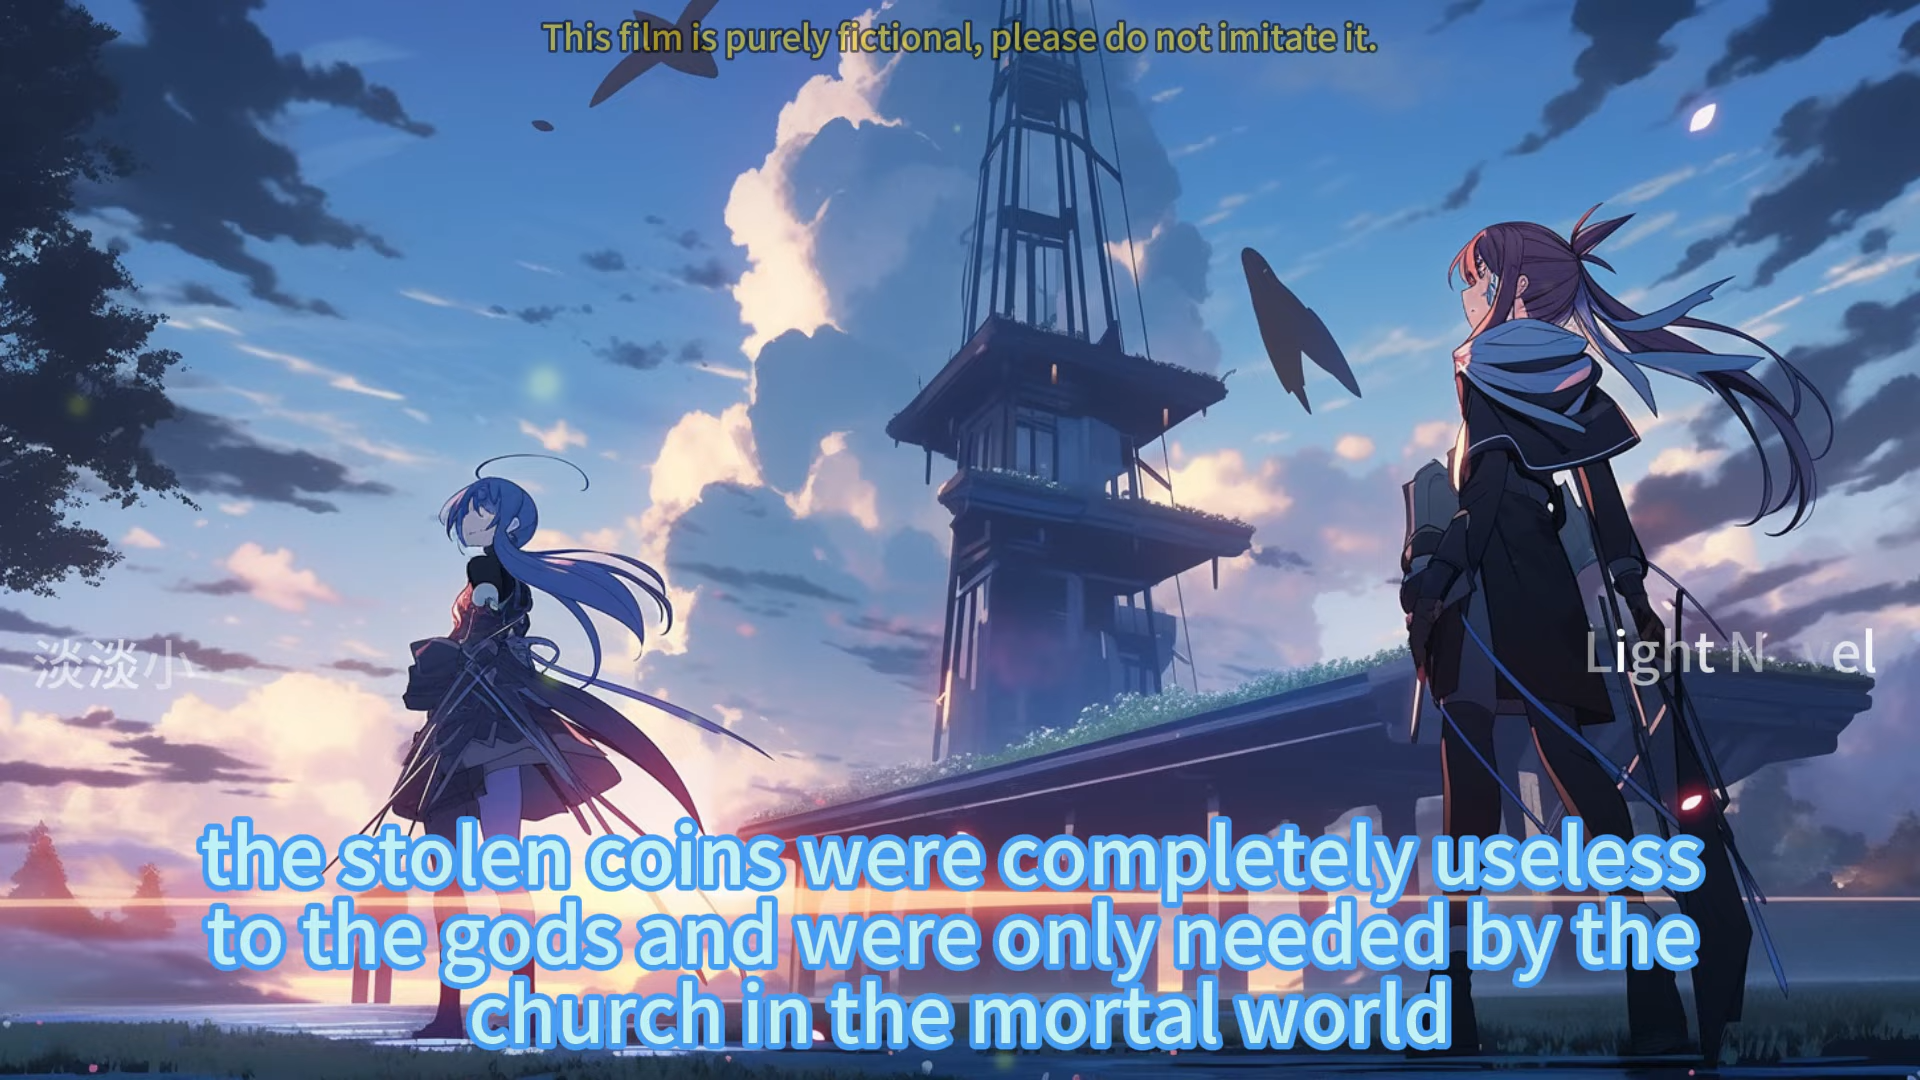 This film is purely fictional, please do not imitate it.
淡淡小
Light N vel
the stolen coins were completely useless
to the gods and were only needed by the
church in the mortal world